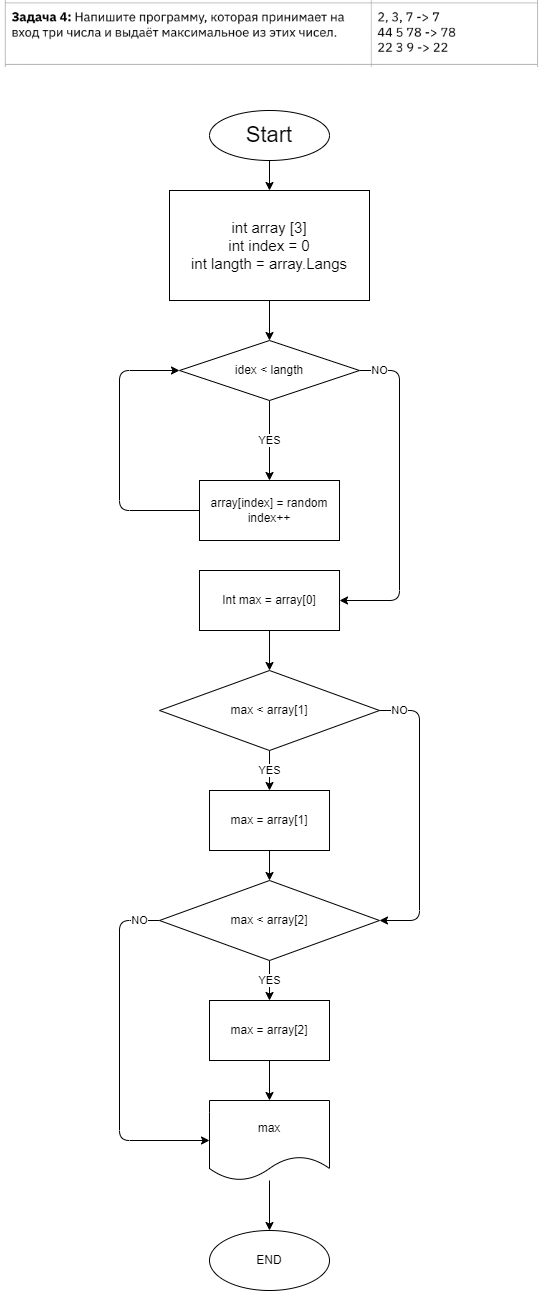 Задача 4: Напишите программу, которая принимает на
вход три числа и выдаёт максимальное из этих чисел.
2, 3, 7 -> 7
44 5 78 -> 78
22 3 9 -> 22
Start
int array [3]
int index = 0
int langth = array.Langs
idex < langth
NO
YES
array[index] = random
index++
Int max = array[0]
max < array[1]
NO
YES
max = array[1]
max < array[2]
NO
YES
max = array[2]
max
END